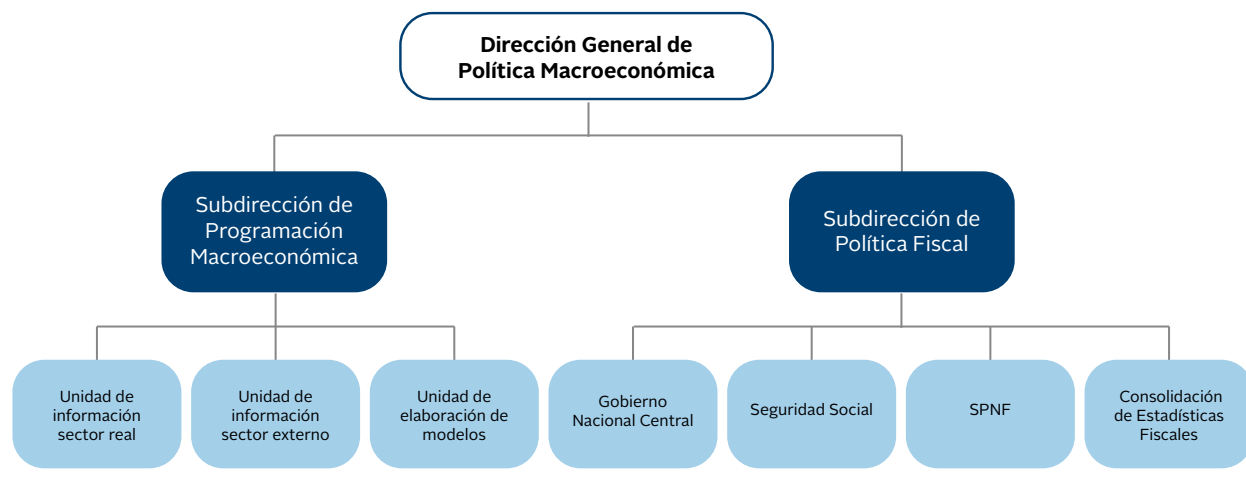 Dirección General de
Política Macroeconómica
Subdirección de
Programación
Macroeconómica
Subdirección de
Política Fiscal
Unidad de
información
sector real
Unidad de
información
sector externo
Unidad de
elaboración de
modelos
Gobierno
Nacional Central
Seguridad Social
SPNF
Consolidación
de Estadísticas
Fiscales